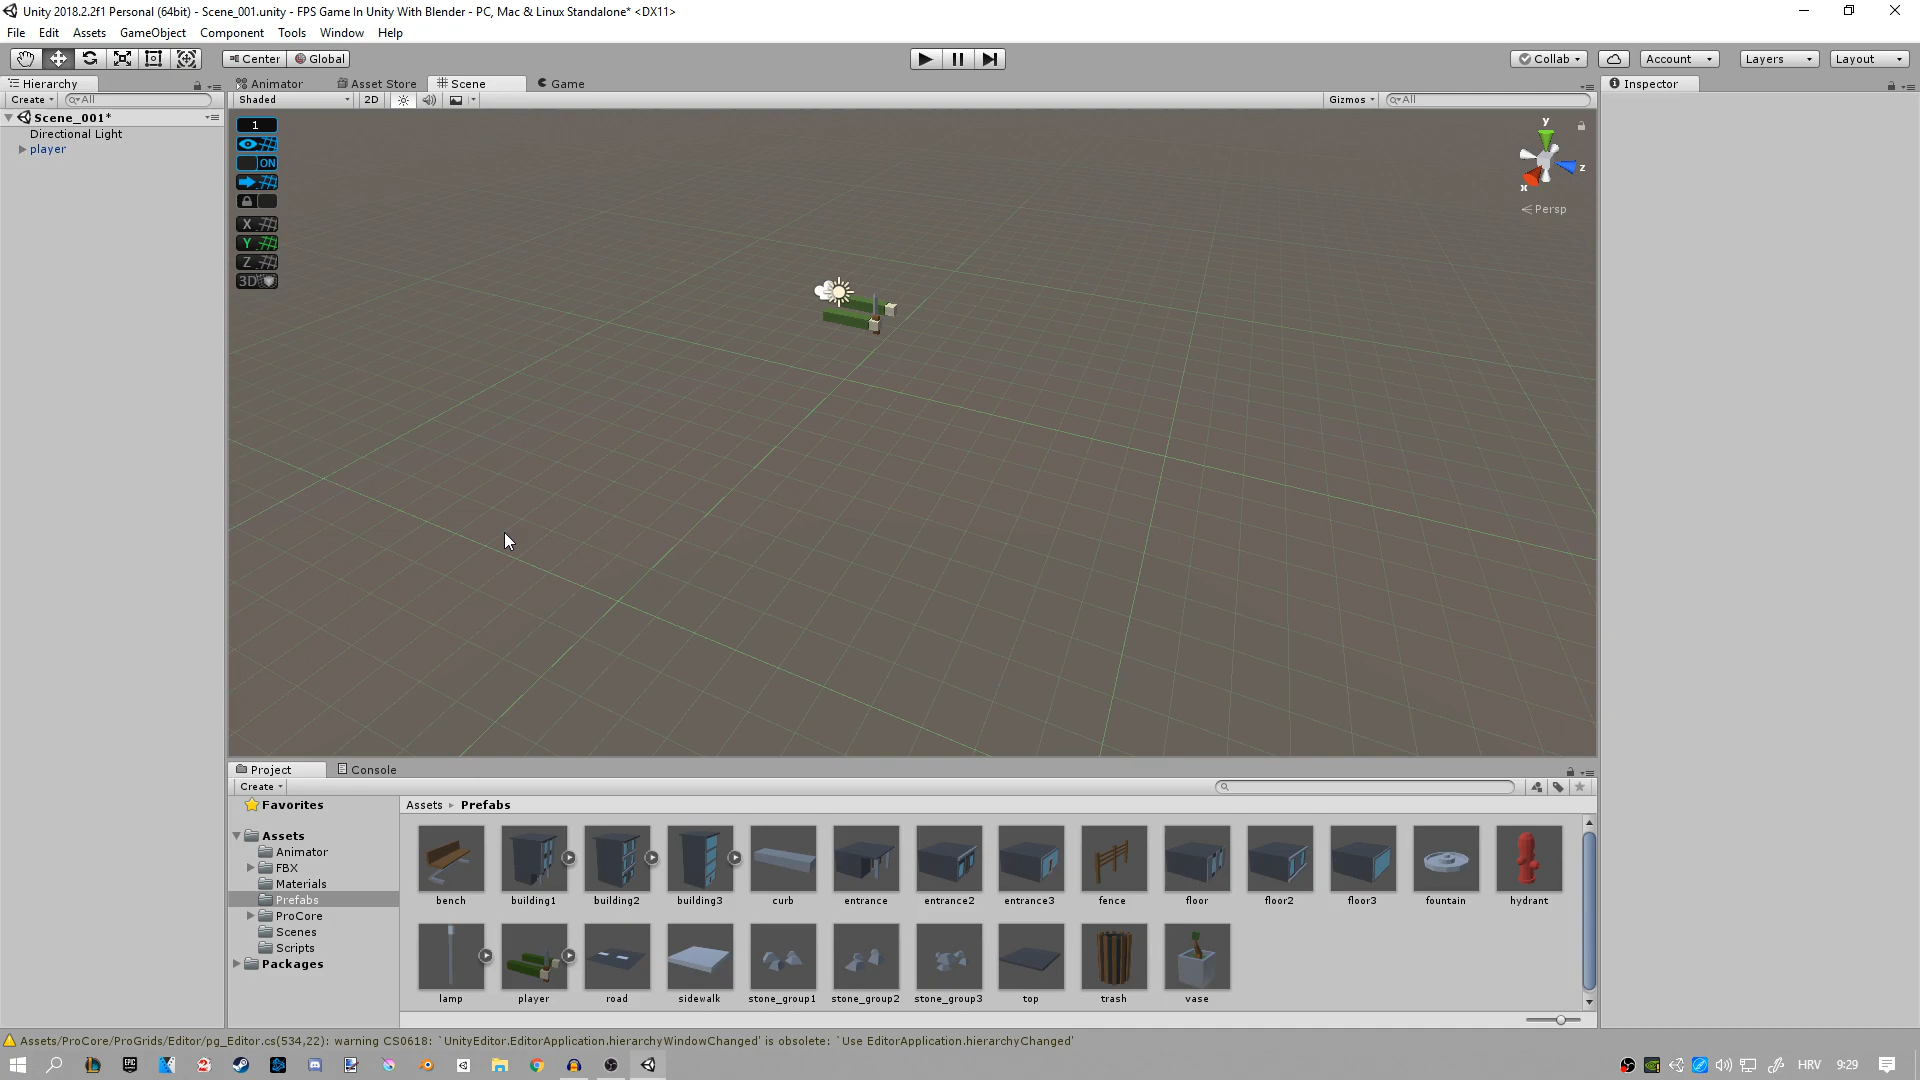 Unity 2018.2.2f1 Personal (64bit) - Scene_001.unity - FPS Game In Unity With Blender - PC, Mac & Linux Standalone* <DX11>
File Edit Assets GameObject Component Tools Window Help
Center Global Collab Account Layers Layout
Hierarchy Animator Asset Store Scene Game Inspector
Create All Shaded 2D Gizmos All
Scene_001*
Directional Light
player
1
ON
X
Y
Z
3D
y
z
x
Persp
Project Console
Create
Favorites
Assets
Animator
FBX
Materials
Prefabs
ProCore
Scenes
Scripts
Packages
Assets Prefabs
bench building1 building2 building3 curb entrance entrance2 entrance3 fence floor floor2 floor3 fountain hydrant
lamp player road sidewalk stone_group1 stone_group2 stone_group3 top trash vase
Assets/ProCore/ProGrids/Editor/pg_Editor.cs(534,22): warning CS0618: `UnityEditor.EditorApplication.hierarchyWindowChanged' is obsolete: `Use EditorApplication.hierarchyChanged'
HRV 9:29